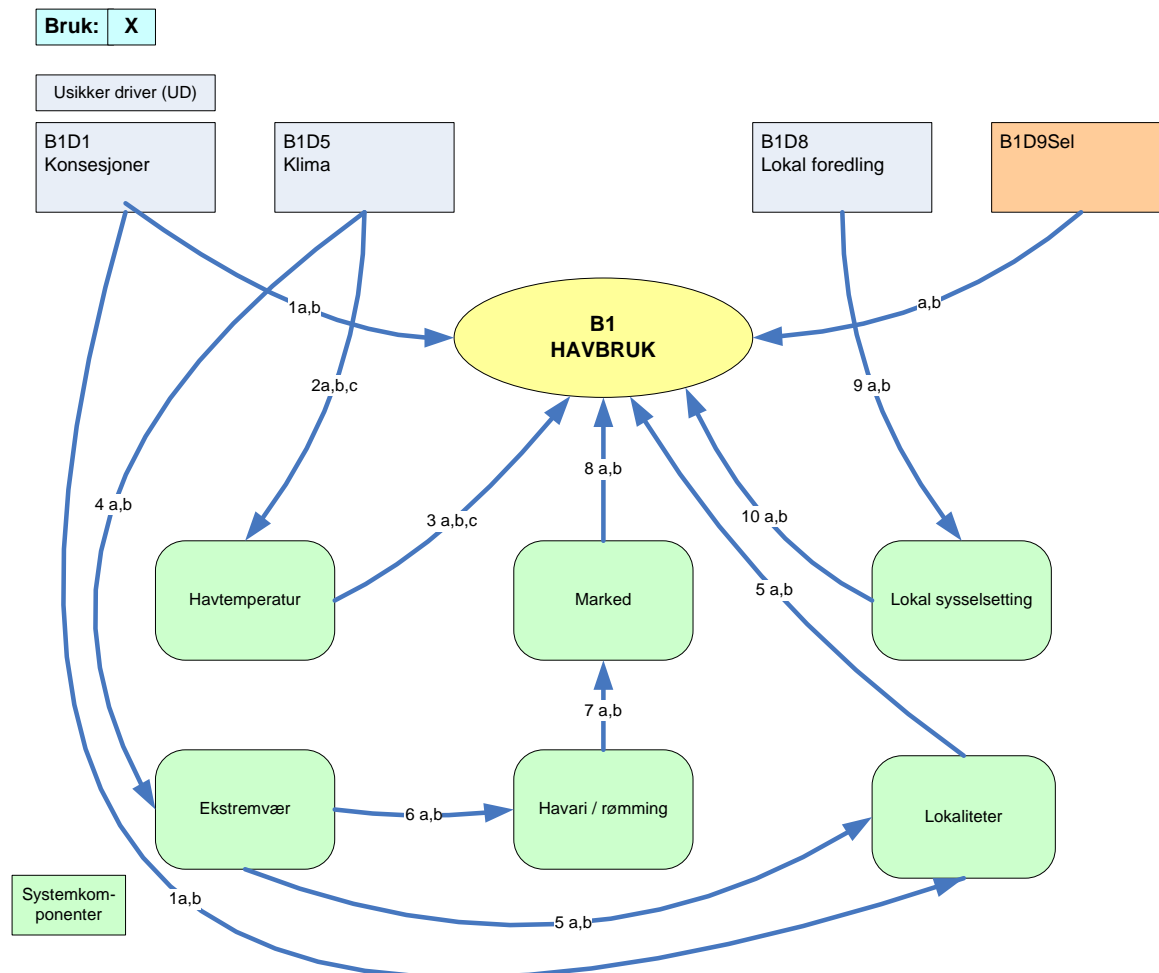 Bruk: X
Usikker driver (UD)
B1D1
Konsesjoner
B1D5
Klima
B1D8
Lokal foredling
B1D9Sel
1a,b
a,b
B1
HAVBRUK
2a,b,c
9 a,b
8 a,b
4 a,b
3 a,b,c
10 a,b
5 a,b
Havtemperatur
Marked
Lokal sysselsetting
7 a,b
Ekstremvær
6 a,b
Havari / rømming
Lokaliteter
Systemkom-
ponenter
1a,b
5 a,b